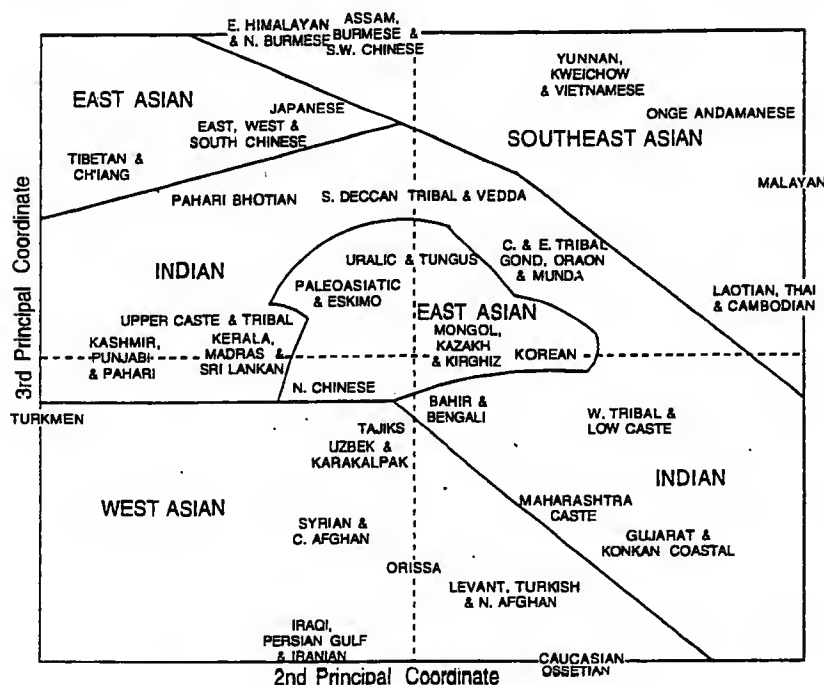 E. HIMALAYAN
& N. BURMESE
ASSAM,
BURMESE &
S.W. CHINESE
YUNNAN,
KWEICHOW
& VIETNAMESE
EAST ASIAN
JAPANESE
EAST, WEST &
SOUTH CHINESE
ONGE ANDAMANESE
SOUTHEAST ASIAN
TIBETAN &
CH'IANG
MALAYAN
PAHARI BHOTIAN
S. DECCAN TRIBAL & VEDDA
3rd Principal Coordinate
INDIAN
URALIC & TUNGUS
C. & E. TRIBAL
GOND, ORAON
& MUNDA
PALEOASIATIC
& ESKIMO
LAOTIAN, THAI
& CAMBODIAN
EAST ASIAN
UPPER CASTE & TRIBAL
KASHMIR,
PUNJABI
& PAHARI
KERALA,
MADRAS &
SRI LANKAN
MONGOL,
KAZAKH
& KIRGHIZ
KOREAN
N. CHINESE
BAHIR &
BENGALI
TURKMEN
W. TRIBAL &
LOW CASTE
TAJIKS
UZBEK &
KARAKALPAK
INDIAN
WEST ASIAN
MAHARASHTRA
CASTE
SYRIAN &
C. AFGHAN
GUJARAT &
KONKAN COASTAL
ORISSA
LEVANT, TURKISH
& N. AFGHAN
IRAQI,
PERSIAN GULF
& IRANIAN
CAUCASIAN
OSSETIAN
2nd Principal Coordinate